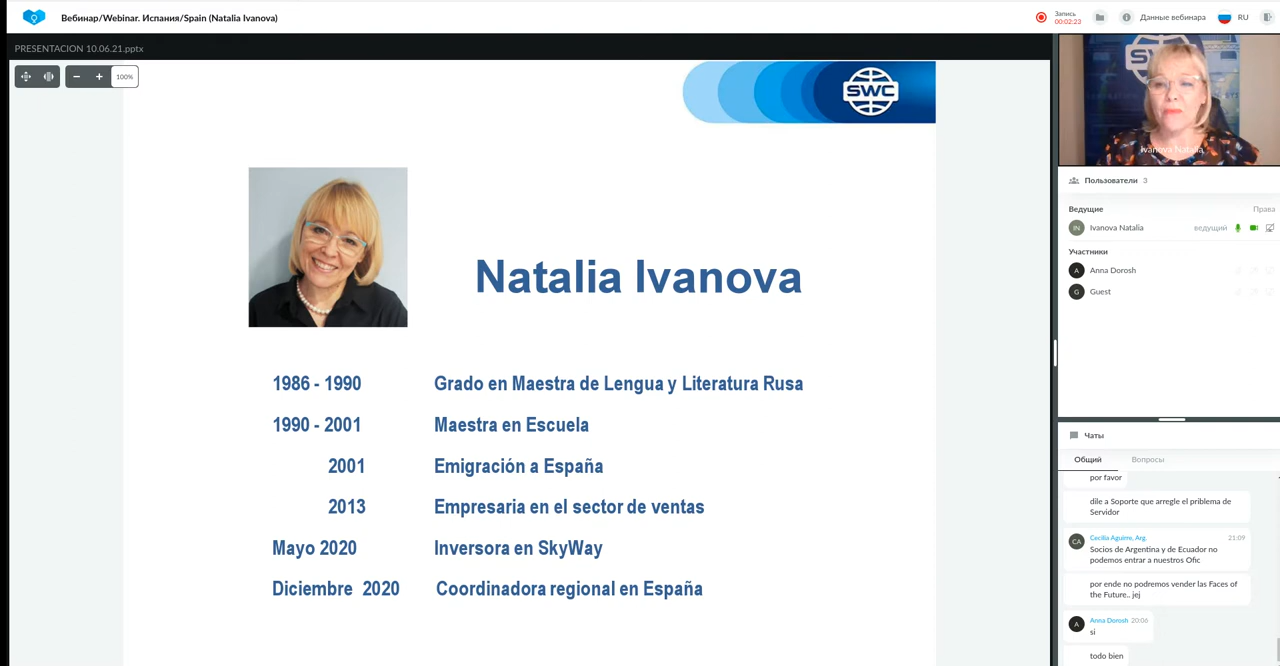 Вебинар/Webinar. Испания/Spain (Natalia Ivanova)
Запись
00:02:23
Данные вебинара
RU
PRESENTACION 10.06.21.pptx
100%
SWC
Natalia Ivanova
1986 - 1990 Grado en Maestra de Lengua y Literatura Rusa
1990 - 2001 Maestra en Escuela
2001 Emigración a España
2013 Empresaria en el sector de ventas
Mayo 2020 Inversora en SkyWay
Diciembre 2020 Coordinadora regional en España
Ivanova Natalia
Пользователи 3
Ведущие Права
IN Ivanova Natalia ведущий
Участники
A Anna Dorosh
G Guest
Чаты
Общий Вопросы
por favor
dile a Soporte que arregle el priblema de
Servidor
CA Cecilia Aguirre, Arg. 21:09
Socios de Argentina y de Ecuador no
podemos entrar a nuestros Ofic
por ende no podremos vender las Faces of
the Future.. jej
A Anna Dorosh 20:06
si
todo bien